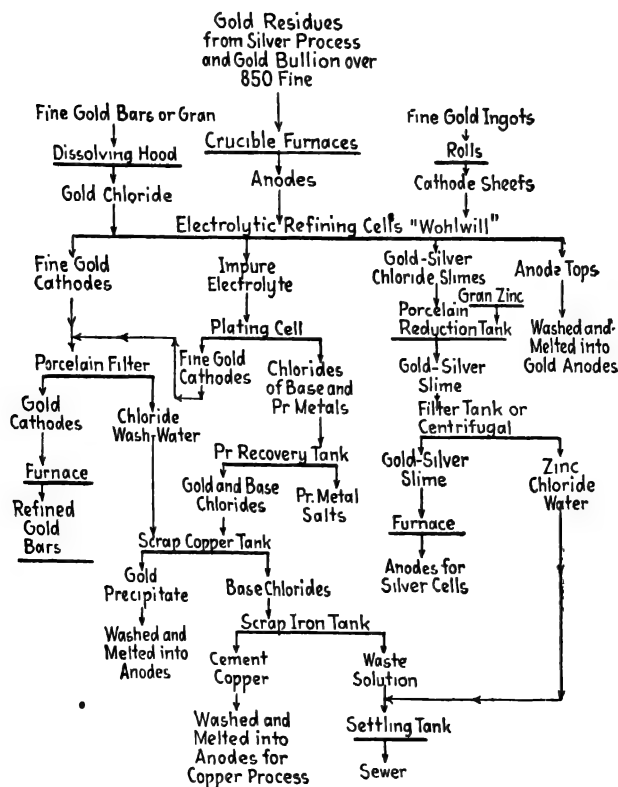 Gold Residues
from Silver Process
and Gold Bullion over
850 Fine
Fine Gold Bars or Gran
Fine Gold Ingots
Dissolving Hood
Crucible Furnaces
Rolls
Gold Chloride
Anodes
Cathode Sheets
Electrolytic Refining Cells "Wohlwill"
Fine Gold
Cathodes
Impure
Electrolyte
Gold-Silver
Chloride Slimes
Anode Tops
Gran Zinc
Plating Cell
Porcelain
Reduction Tank
Washed and
Melted into
Gold Anodes
Porcelain Filter
Fine Gold
Cathodes
Chlorides
of Base and
Pr Metals
Gold-Silver
Slime
Gold
Cathodes
Chloride
Wash-Water
Filter Tank or
Centrifugal
Furnace
Pr Recovery Tank
Gold-Silver
Slime
Zinc
Chloride
Water
Refined
Gold
Bars
Gold and Base
Chlorides
Pr. Metal
Salts
Furnace
Scrap Copper Tank
Anodes for
Silver Cells
Gold
Precipitate
Base Chlorides
Washed and
Melted into
Anodes
Scrap Iron Tank
Cement
Copper
Waste
Solution
Washed and
Melted into
Anodes for
Copper Process
Settling Tank
Sewer